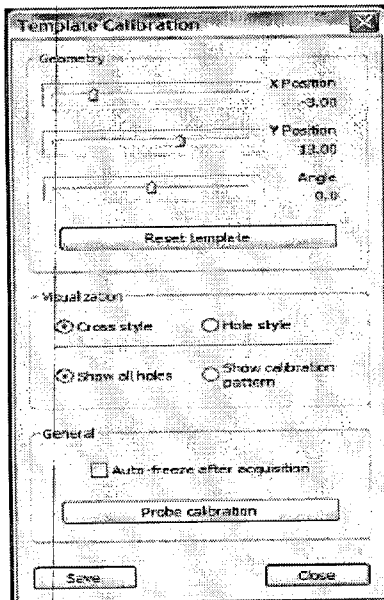 Template Calibration
Geometry
X Position
-3.00
Y Position
13.00
Angle
0.0
Reset template
Visualization
Cross style
Hole style
Show all holes
Show calibration
pattern
General
Auto-freeze after acquisition
Probe calibration
Save
Close